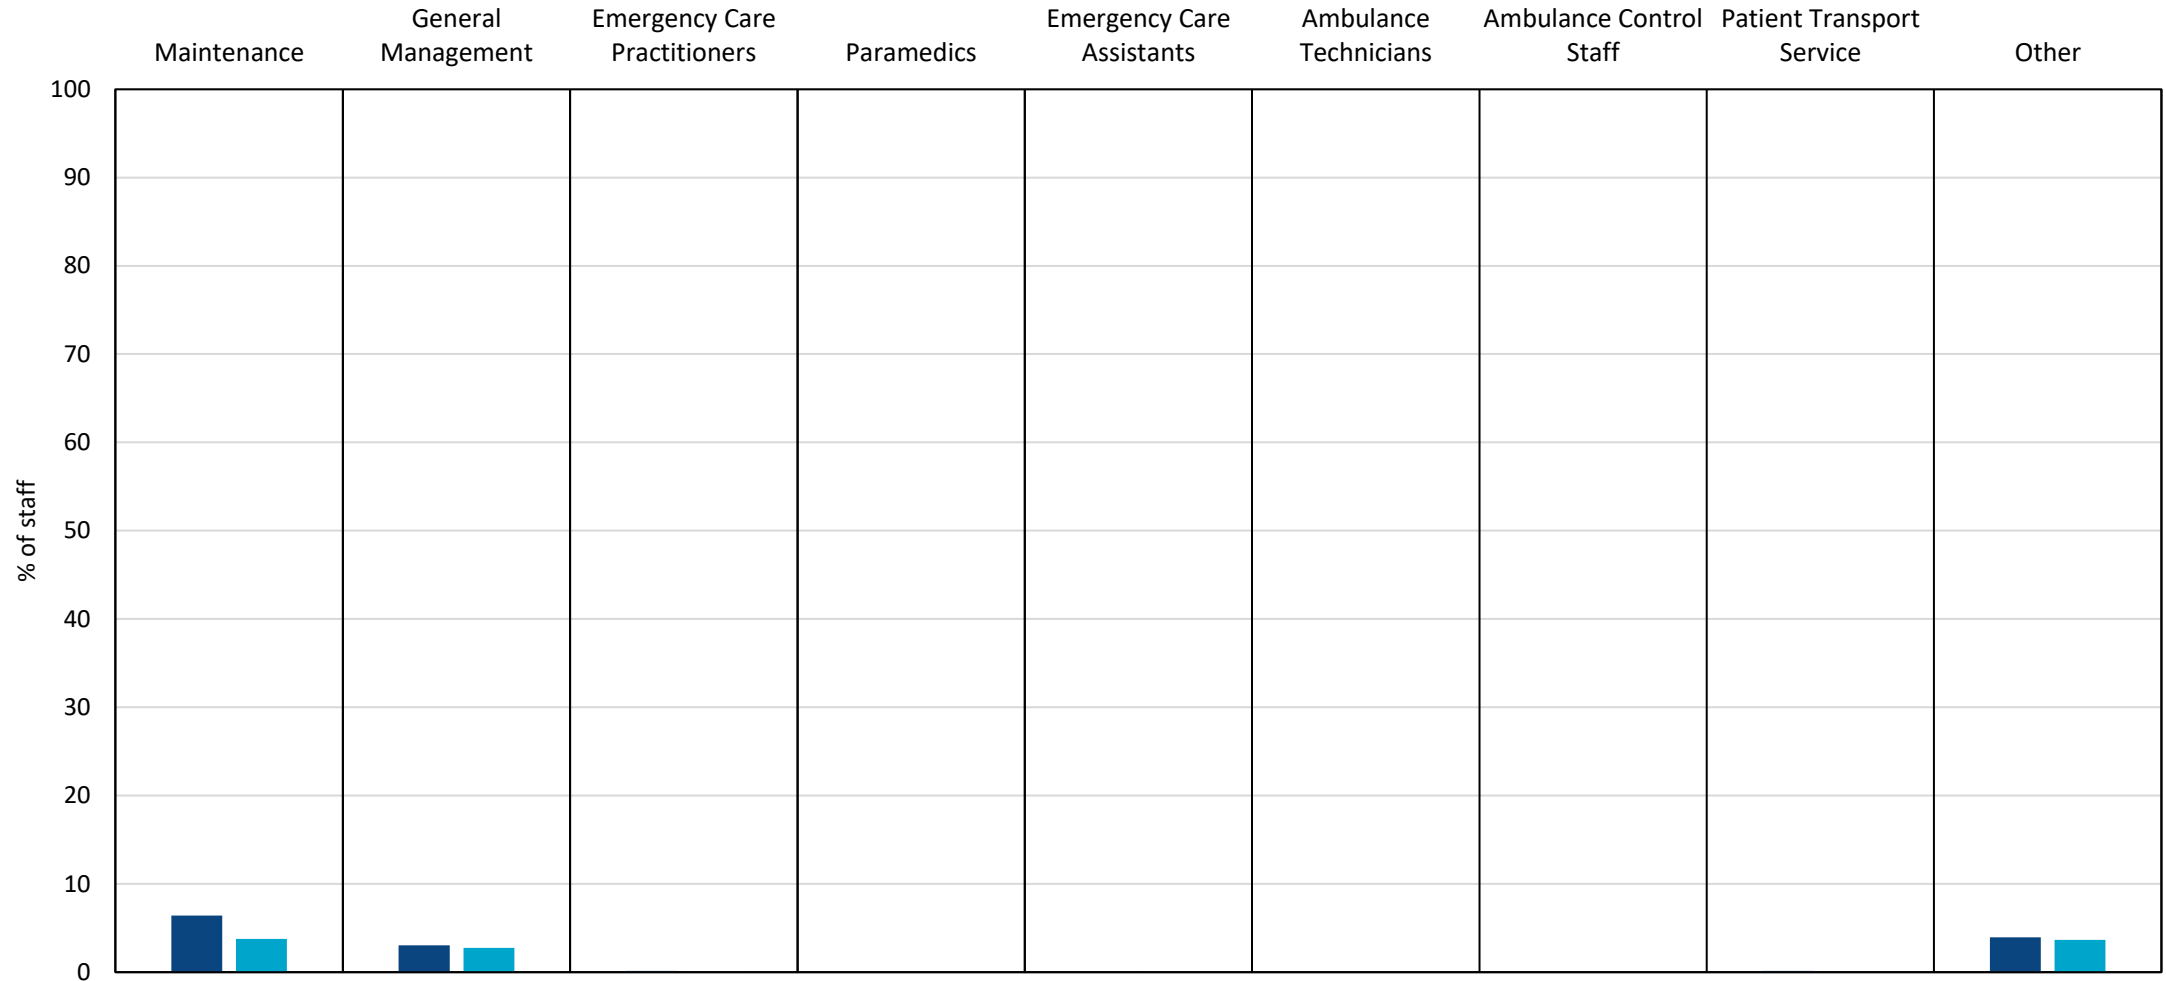 Maintenance
General
Management
Emergency Care
Practitioners
Paramedics
Emergency Care
Assistants
Ambulance
Technicians
Ambulance Control
Staff
Patient Transport
Service
Other
100
90
80
70
60
50
40
30
20
10
0
% of staff